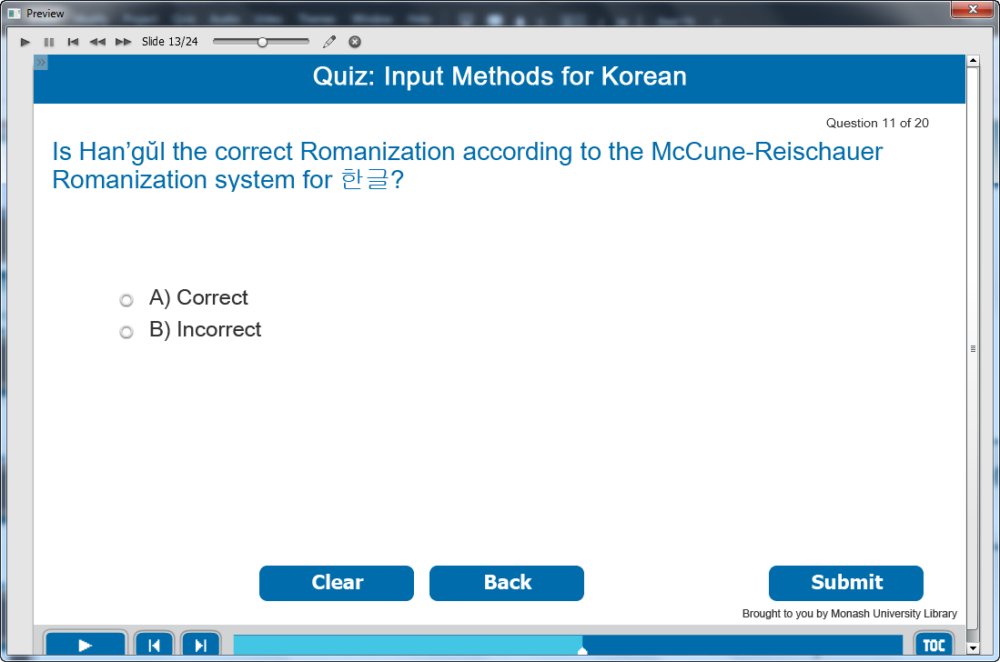 Preview
Slide 13/24
Quiz: Input Methods for Korean
Question 11 of 20
Is Han’gŭl the correct Romanization according to the McCune-Reischauer
Romanization system for 한글?
A) Correct
B) Incorrect
Clear
Back
Submit
Brought to you by Monash University Library
TOC